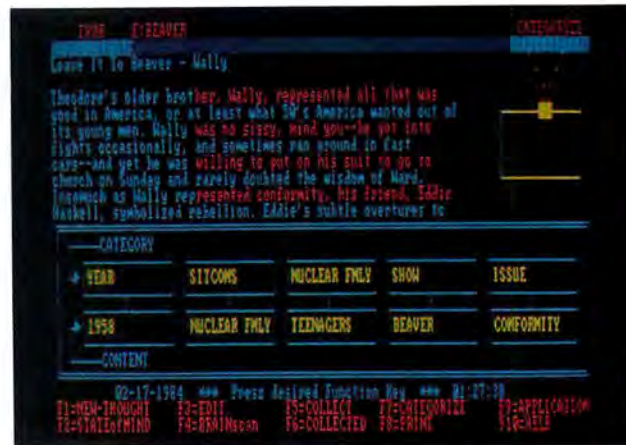 E:BEAVER
CATEGORIZE
Leave It To Beaver - Wally
Theodore's older brother, Wally, represented all that was
good in America, or at least what 50's America wanted out of
its young men. Wally was no sissy, mind you--he got into
fights occasionally, and sometimes ran around in fast
cars--and yet he was willing to put on his suit to go to
church on Sunday and rarely doubted the wisdom of Ward.
Inasmuch as Wally represented conformity, his friend, Eddie
Haskell, symbolized rebellion. Eddie's subtle overtures to
CATEGORY
YEAR SITCOMS NUCLEAR FMLY SHOW ISSUE
1958 NUCLEAR FMLY TEENAGERS BEAVER CONFORMITY
CONTENT
02-17-1984 *** Press desired Function Key *** 01:27:38
F1=NEW-THOUGHT F3=EDIT F5=COLLECT F7=CATEGORIZE F9=APPLICATION
F2=STATEofMIND F4=BRAINscan F6=COLLECTED F8=PRIME F10=ABLE